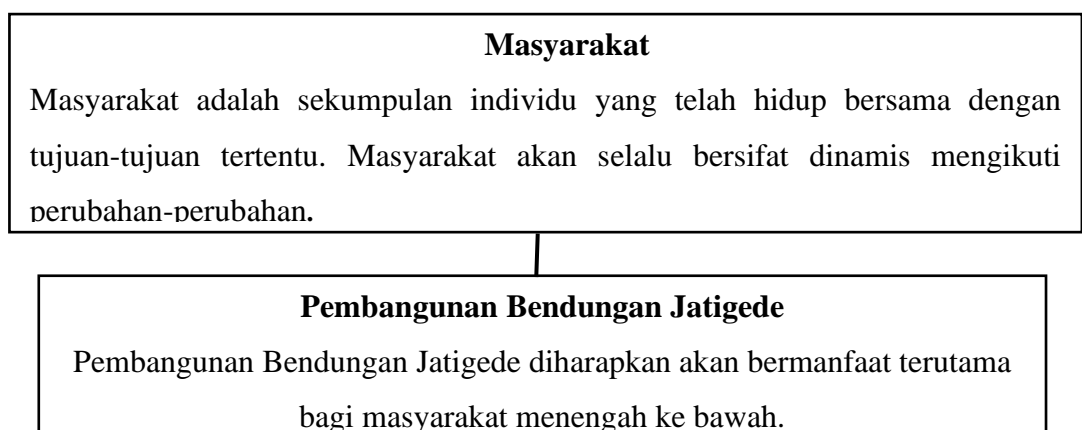 Masyarakat
Masyarakat adalah sekumpulan individu yang telah hidup bersama dengan
tujuan-tujuan tertentu. Masyarakat akan selalu bersifat dinamis mengikuti
perubahan-perubahan.
Pembangunan Bendungan Jatigede
Pembangunan Bendungan Jatigede diharapkan akan bermanfaat terutama
bagi masyarakat menengah ke bawah.